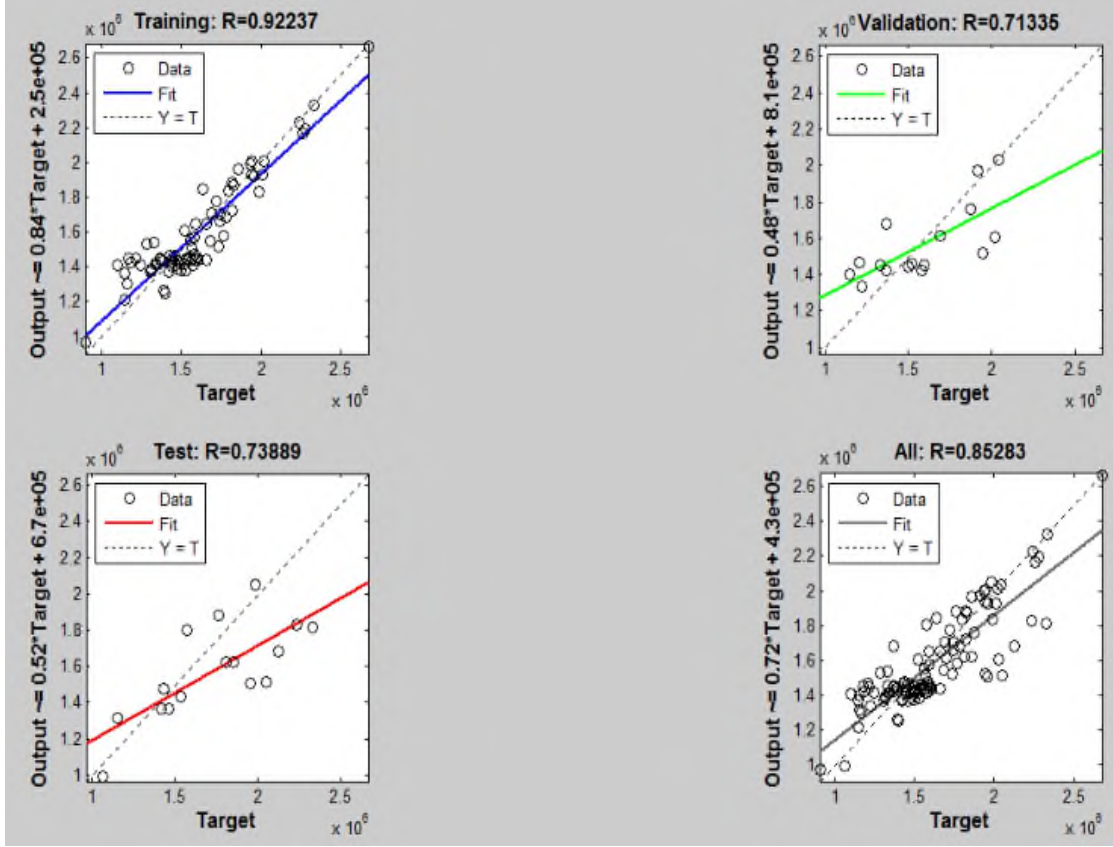 Training: R=0.92237
x 10^6
Output ~= 0.84*Target + 2.5e+05
2.6
2.4
2.2
2
1.8
1.6
1.4
1.2
1
Data
Fit
Y = T
1 1.5 2 2.5
Target
x 10^6
Validation: R=0.71335
x 10^6
Output ~= 0.48*Target + 8.1e+05
2.6
2.4
2.2
2
1.8
1.6
1.4
1.2
1
Data
Fit
Y = T
1 1.5 2 2.5
Target
x 10^6
Test: R=0.73889
x 10^6
Output ~= 0.52*Target + 6.7e+05
2.6
2.4
2.2
2
1.8
1.6
1.4
1.2
1
Data
Fit
Y = T
1 1.5 2 2.5
Target
x 10^6
All: R=0.85283
x 10^6
Output ~= 0.72*Target + 4.3e+05
2.6
2.4
2.2
2
1.8
1.6
1.4
1.2
1
Data
Fit
Y = T
1 1.5 2 2.5
Target
x 10^6